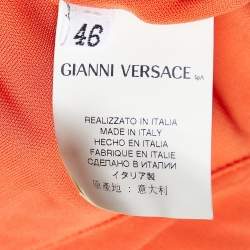 46
GIANNI VERSACE SpA
REALIZZATO IN ITALIA
MADE IN ITALY
HECHO EN ITALIA
FABRIQUE EN ITALIE
СДЕЛАНО В ИТАЛИИ
イタリア製
原產地：意大利